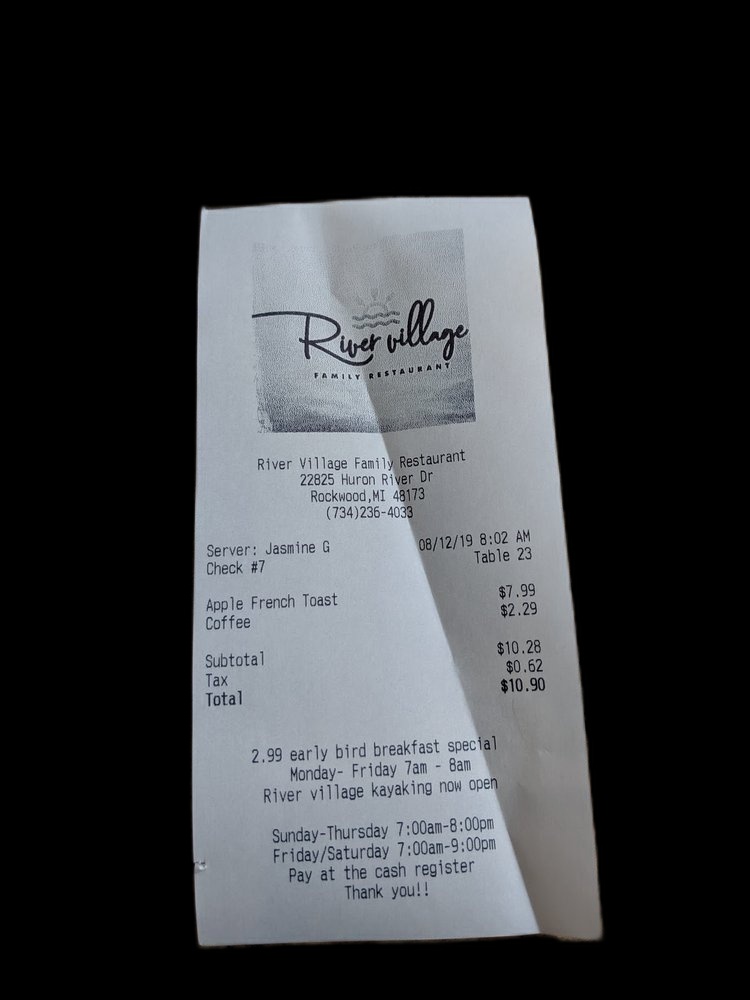 River village
FAMILY RESTAURANT
River Village Family Restaurant
22825 Huron River Dr
Rockwood,MI 48173
(734)236-4033
Server: Jasmine G 08/12/19 8:02 AM
Check #7 Table 23
Apple French Toast $7.99
Coffee $2.29
Subtotal $10.28
Tax $0.62
Total $10.90
2.99 early bird breakfast special
Monday- Friday 7am - 8am
River village kayaking now open
Sunday-Thursday 7:00am-8:00pm
Friday/Saturday 7:00am-9:00pm
Pay at the cash register
Thank you!!